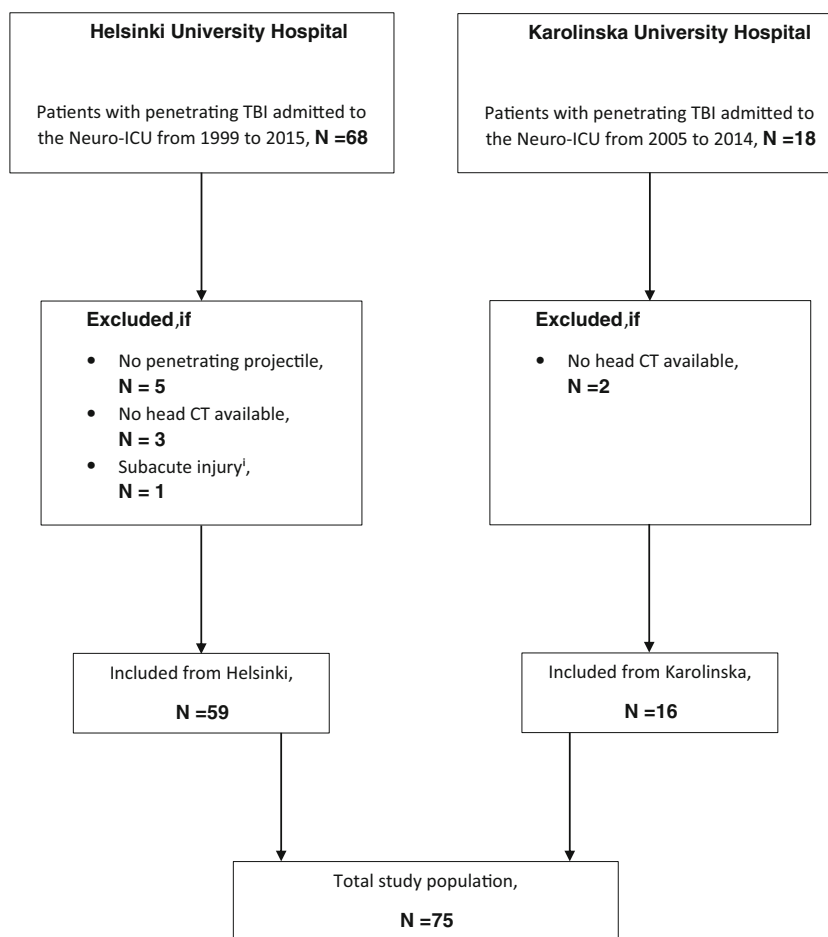 Helsinki University Hospital
Patients with penetrating TBI admitted to
the Neuro-ICU from 1999 to 2015, N =68
Karolinska University Hospital
Patients with penetrating TBI admitted to
the Neuro-ICU from 2005 to 2014, N =18
Excluded,if
• No penetrating projectile,
N = 5
• No head CT available,
N = 3
• Subacute injuryⁱ,
N = 1
Excluded,if
• No head CT available,
N =2
Included from Helsinki,
N =59
Included from Karolinska,
N =16
Total study population,
N =75